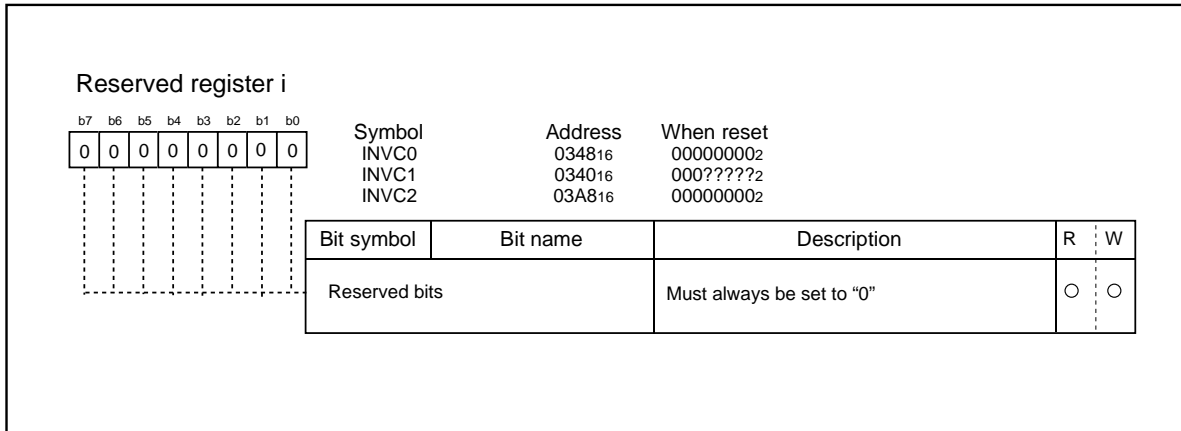 Reserved register i
b7 b6 b5 b4 b3 b2 b1 b0
0 0 0 0 0 0 0 0
Symbol Address When reset
INVC0 034816 000000002
INVC1 034016 000?????2
INVC2 03A816 000000002
Bit symbol Bit name Description R W
Reserved bits Must always be set to “0” ○ ○